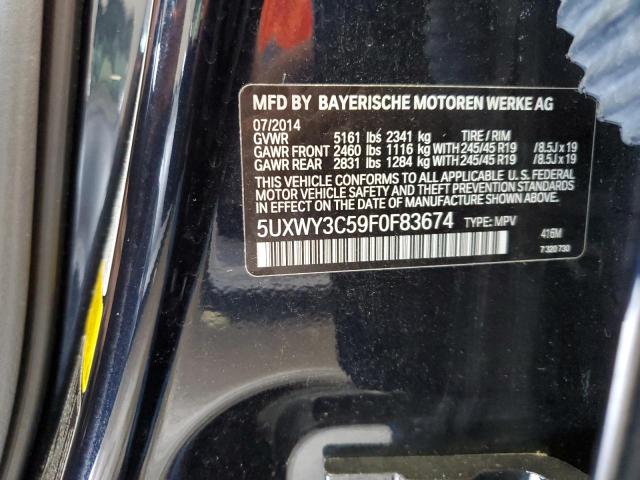 MFD BY BAYERISCHE MOTOREN WERKE AG
07/2014
GVWR 5161 lbs 2341 kg TIRE / RIM
GAWR FRONT 2460 lbs 1116 kg WITH 245/45 R19 /8.5J x 19
GAWR REAR 2831 lbs 1284 kg WITH 245/45 R19 /8.5J x 19
THIS VEHICLE CONFORMS TO ALL APPLICABLE U.S. FEDERAL
MOTOR VEHICLE SAFETY AND THEFT PREVENTION STANDARDS
IN EFFECT ON THE DATE OF MANUFACTURE SHOWN ABOVE.
5UXWY3C59F0F83674 TYPE: MPV
416M
7 320 730